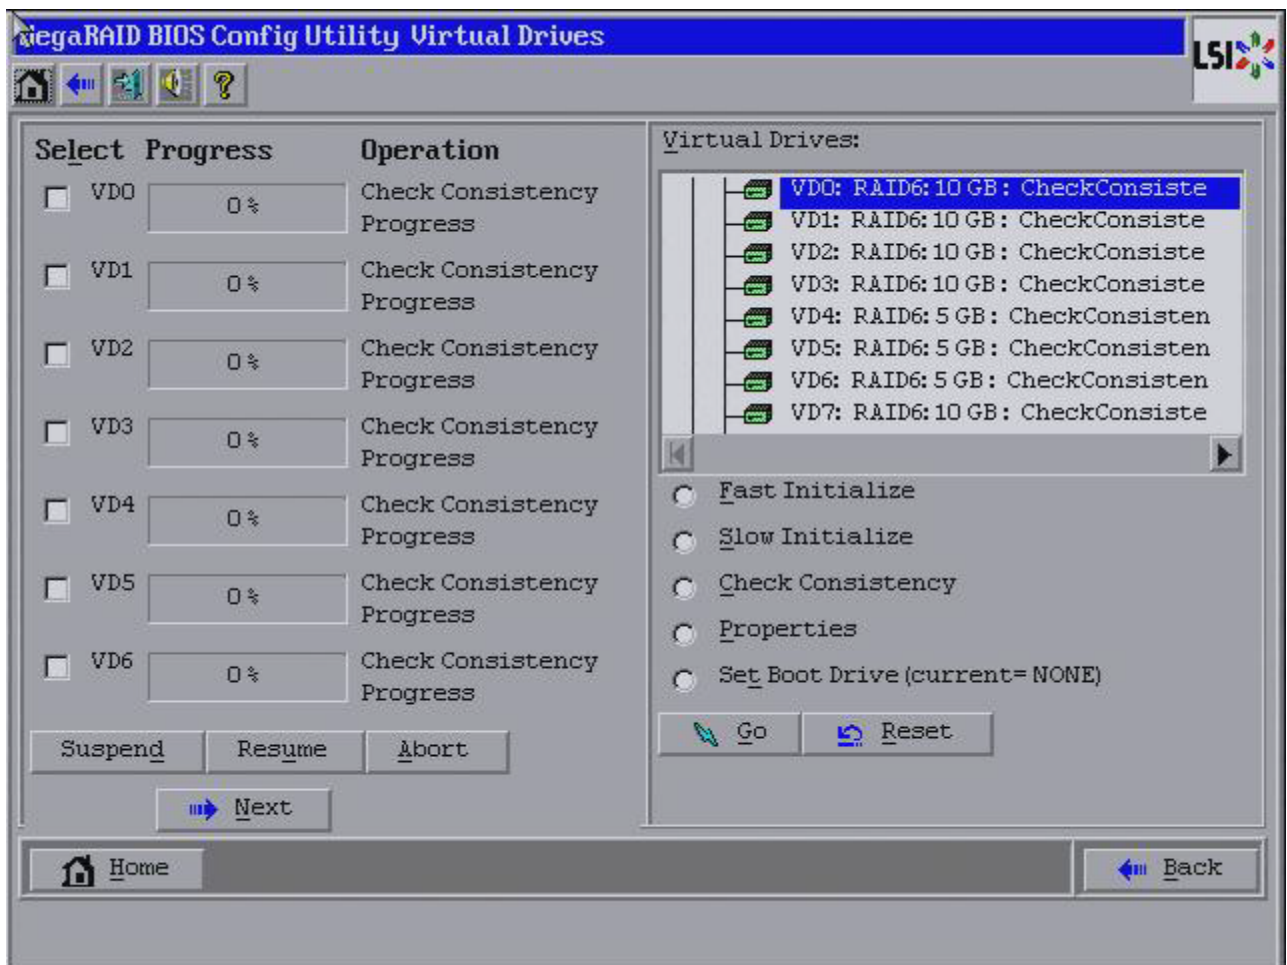 MegaRAID BIOS Config Utility Virtual Drives
LSI
Select Progress Operation
VD0 0 % Check Consistency
Progress
VD1 0 % Check Consistency
Progress
VD2 0 % Check Consistency
Progress
VD3 0 % Check Consistency
Progress
VD4 0 % Check Consistency
Progress
VD5 0 % Check Consistency
Progress
VD6 0 % Check Consistency
Progress
Suspend Resume Abort
Next
Virtual Drives:
VD0: RAID6: 10 GB: CheckConsiste
VD1: RAID6: 10 GB: CheckConsiste
VD2: RAID6: 10 GB: CheckConsiste
VD3: RAID6: 10 GB: CheckConsiste
VD4: RAID6: 5 GB: CheckConsisten
VD5: RAID6: 5 GB: CheckConsisten
VD6: RAID6: 5 GB: CheckConsisten
VD7: RAID6: 10 GB: CheckConsiste
Fast Initialize
Slow Initialize
Check Consistency
Properties
Set Boot Drive (current= NONE)
Go Reset
Home Back